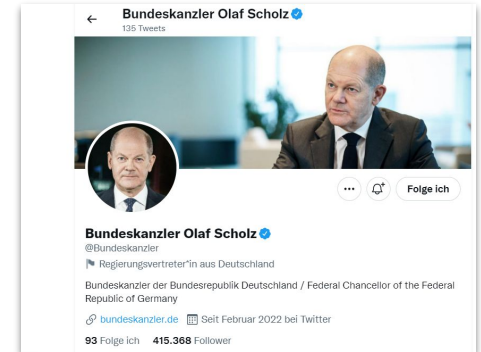 Bundeskanzler Olaf Scholz
135 Tweets
Folge ich
Bundeskanzler Olaf Scholz
@Bundeskanzler
Regierungsvertreter*in aus Deutschland
Bundeskanzler der Bundesrepublik Deutschland / Federal Chancellor of the Federal
Republic of Germany
bundeskanzler.de Seit Februar 2022 bei Twitter
93 Folge ich 415.368 Follower